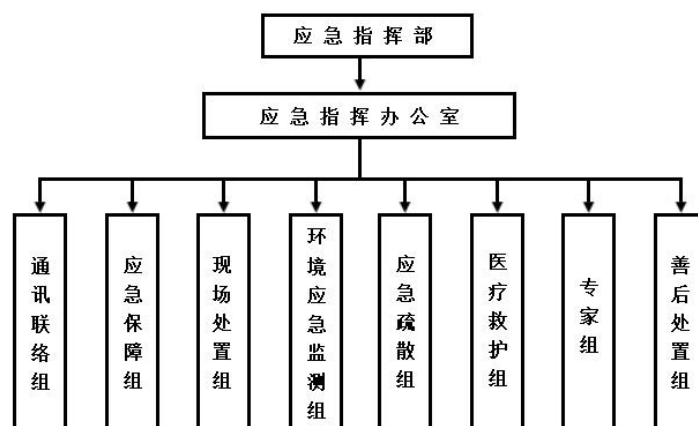 应急指挥部
应急指挥办公室
通讯联络组
应急保障组
现场处置组
环境应急监测组
应急疏散组
医疗救护组
专家组
善后处置组